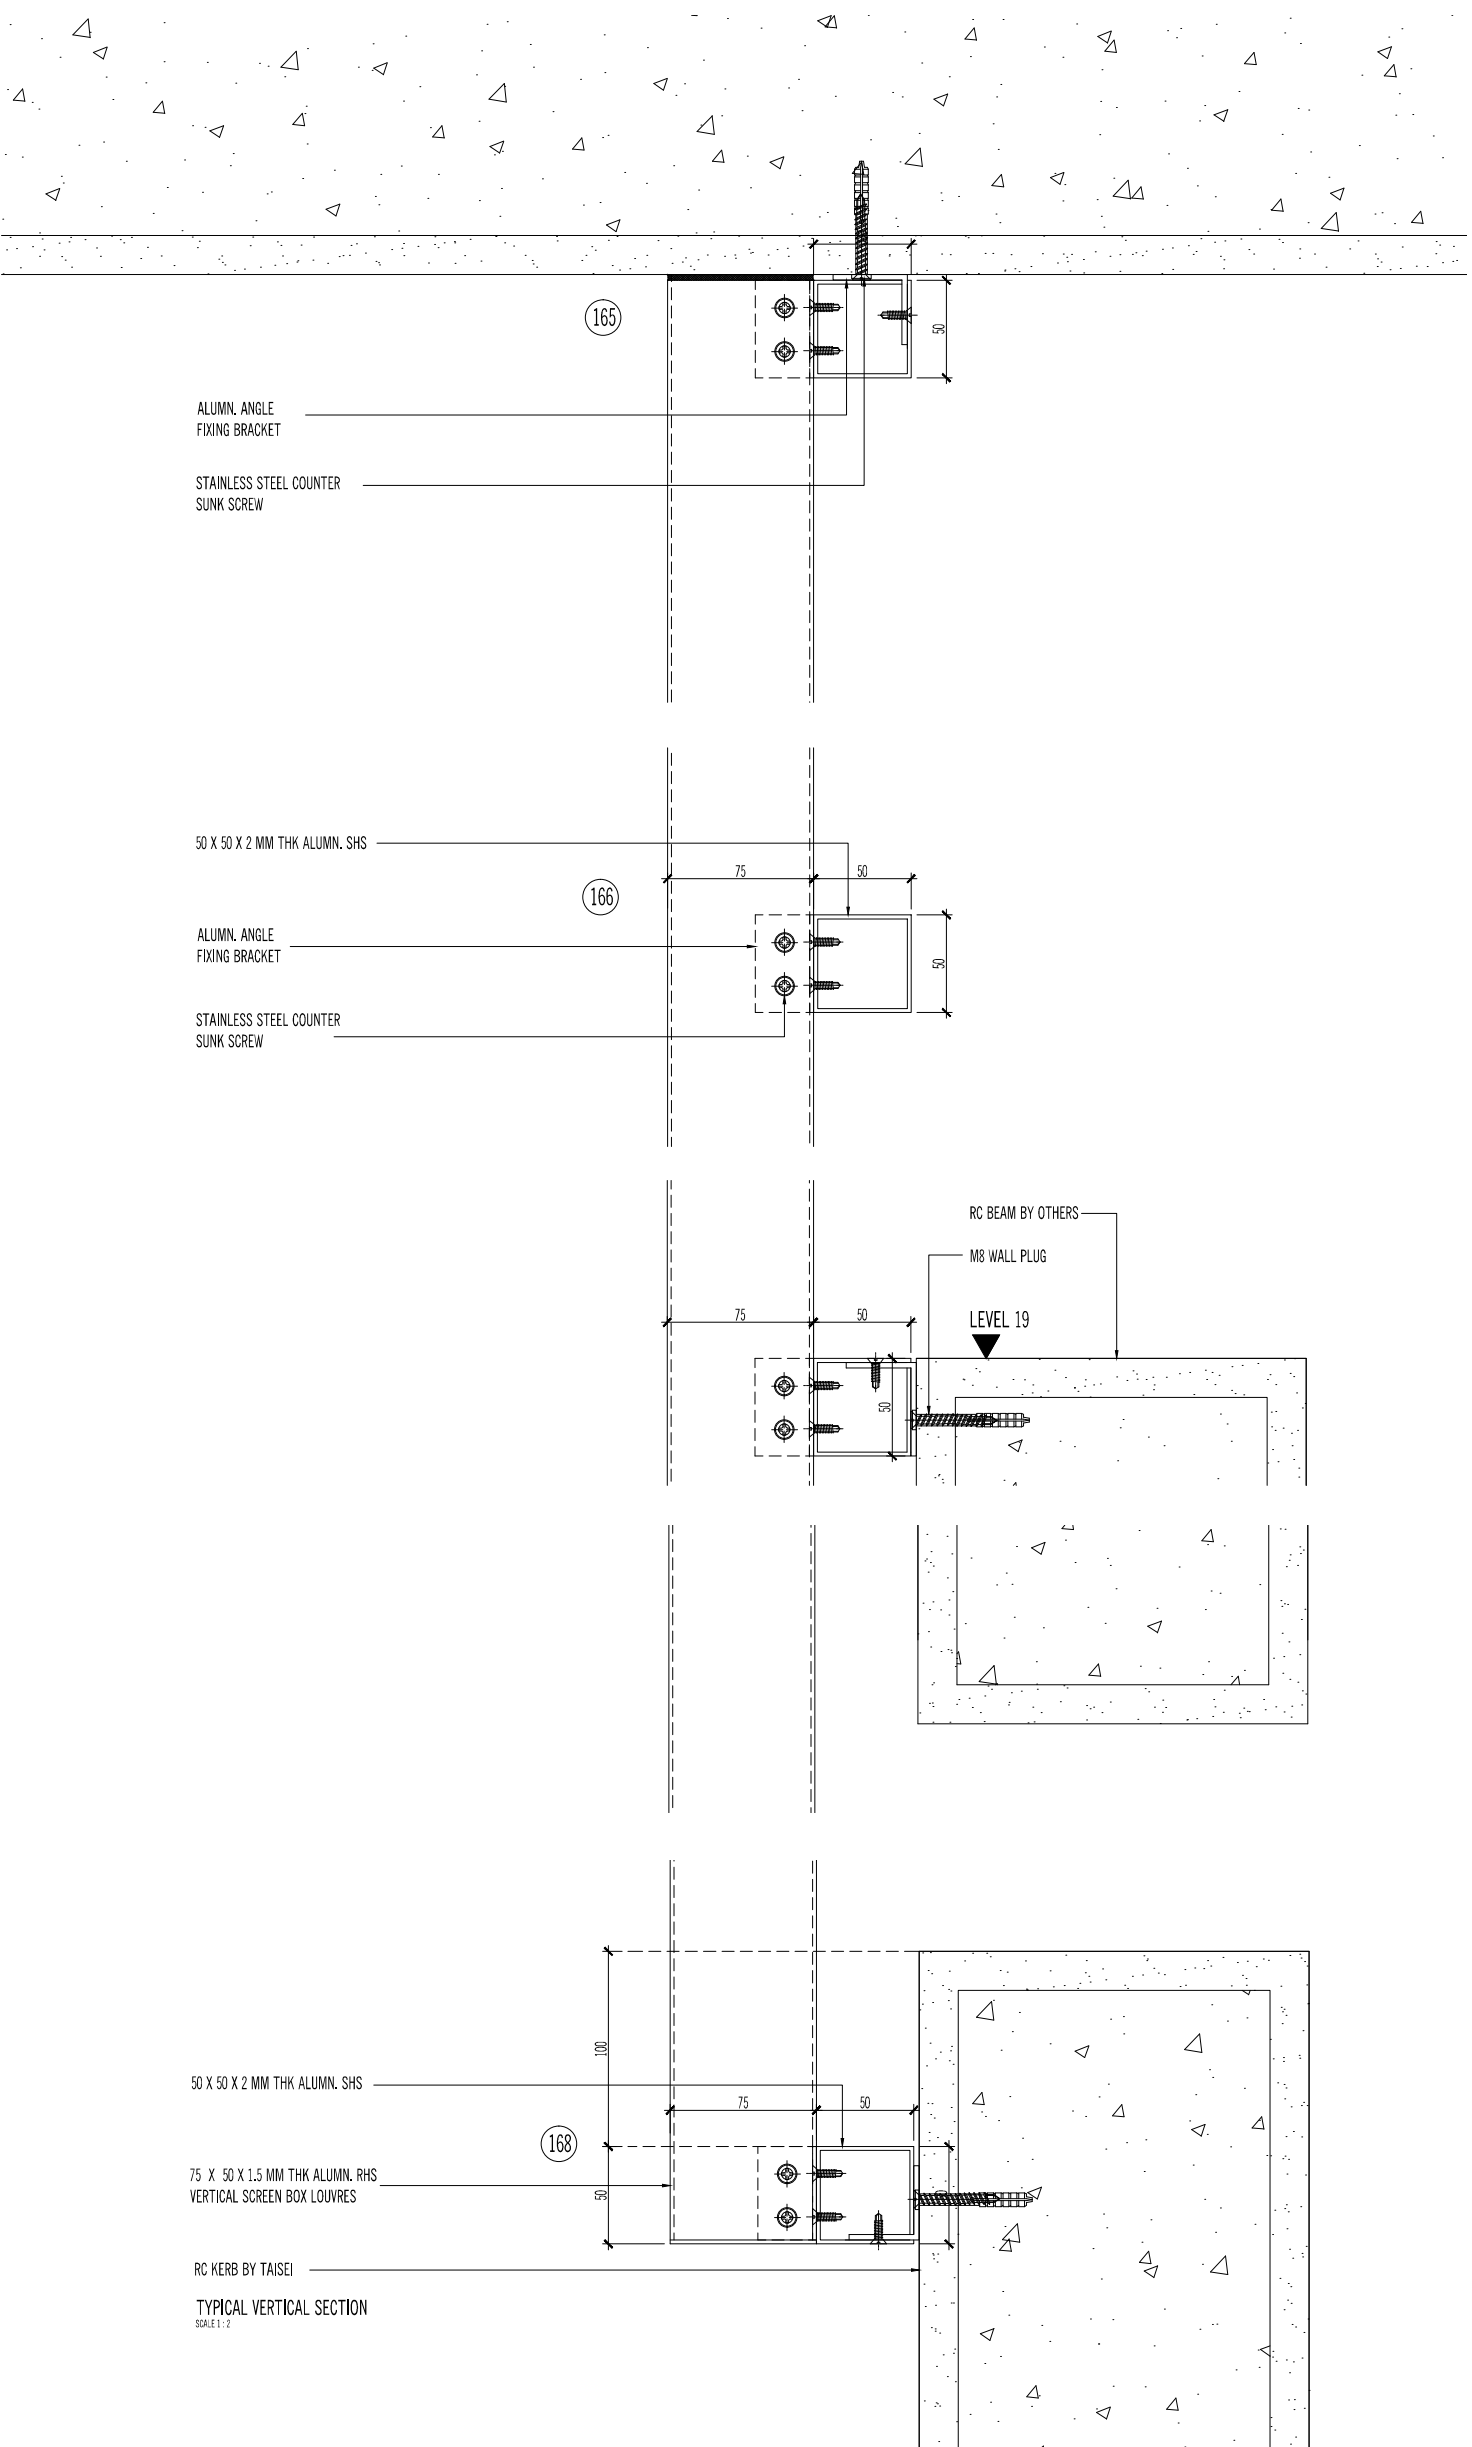 165
50
ALUMN. ANGLE
FIXING BRACKET
STAINLESS STEEL COUNTER
SUNK SCREW
50 X 50 X 2 MM THK ALUMN. SHS
75
50
166
ALUMN. ANGLE
FIXING BRACKET
50
STAINLESS STEEL COUNTER
SUNK SCREW
RC BEAM BY OTHERS
M8 WALL PLUG
75
50
LEVEL 19
50
100
50 X 50 X 2 MM THK ALUMN. SHS
75
50
168
75 X 50 X 1.5 MM THK ALUMN. RHS
VERTICAL SCREEN BOX LOUVRES
50
RC KERB BY TAISEI
TYPICAL VERTICAL SECTION
SCALE 1 : 2